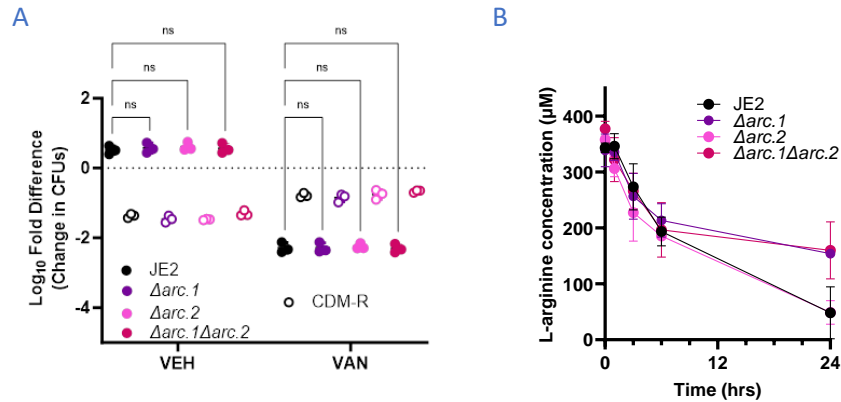 A
ns
ns
ns
ns
ns
ns
2
0
-2
-4
Log10 Fold Difference
(Change in CFUs)
JE2
Δarc.1
Δarc.2
Δarc.1Δarc.2
CDM-R
VEH
VAN
B
L-arginine concentration (µM)
400
300
200
100
0
JE2
Δarc.1
Δarc.2
Δarc.1Δarc.2
0
12
24
Time (hrs)